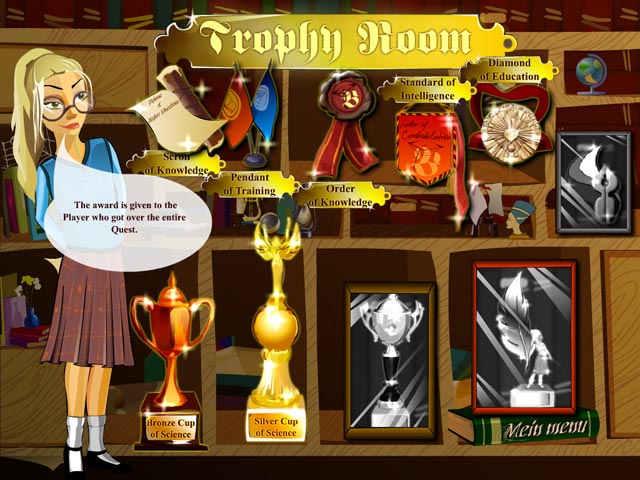 Trophy Room
Diamond
of Education
Standard of
Intelligence
Scroll
of Knowledge
Pendant
of Training
Order
of Knowledge
The award is given to the
Player who got over the entire
Quest.
Bronze Cup
of Science
Silver Cup
of Science
Mein menu